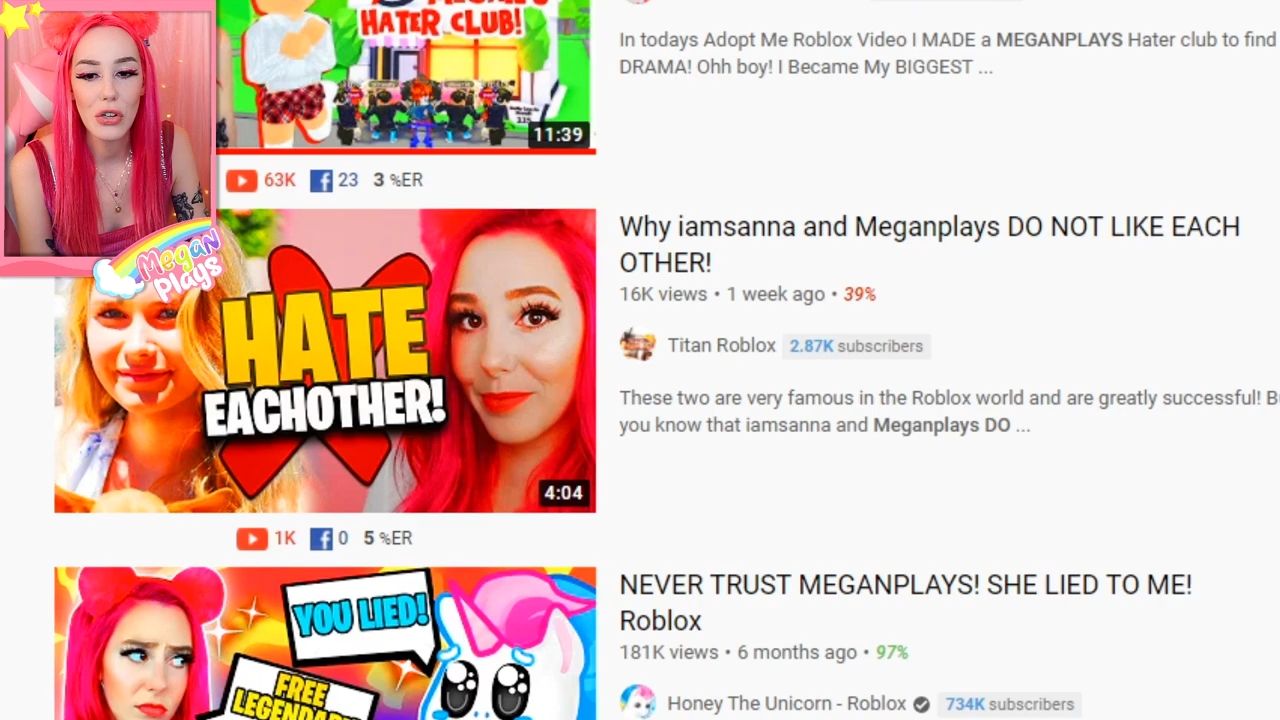 HATER CLUB!
11:39
In todays Adopt Me Roblox Video I MADE a MEGANPLAYS Hater club to find
DRAMA! Ohh boy! I Became My BIGGEST ...
63K 23 3 %ER
Megan
plays
HATE
EACHOTHER!
4:04
Why iamsanna and Meganplays DO NOT LIKE EACH
OTHER!
16K views • 1 week ago • 39%
Titan Roblox 2.87K subscribers
These two are very famous in the Roblox world and are greatly successful!
you know that iamsanna and Meganplays DO ...
1K 0 5 %ER
YOU LIED!
FREE
NEVER TRUST MEGANPLAYS! SHE LIED TO ME!
Roblox
181K views • 6 months ago • 97%
Honey The Unicorn - Roblox 734K subscribers